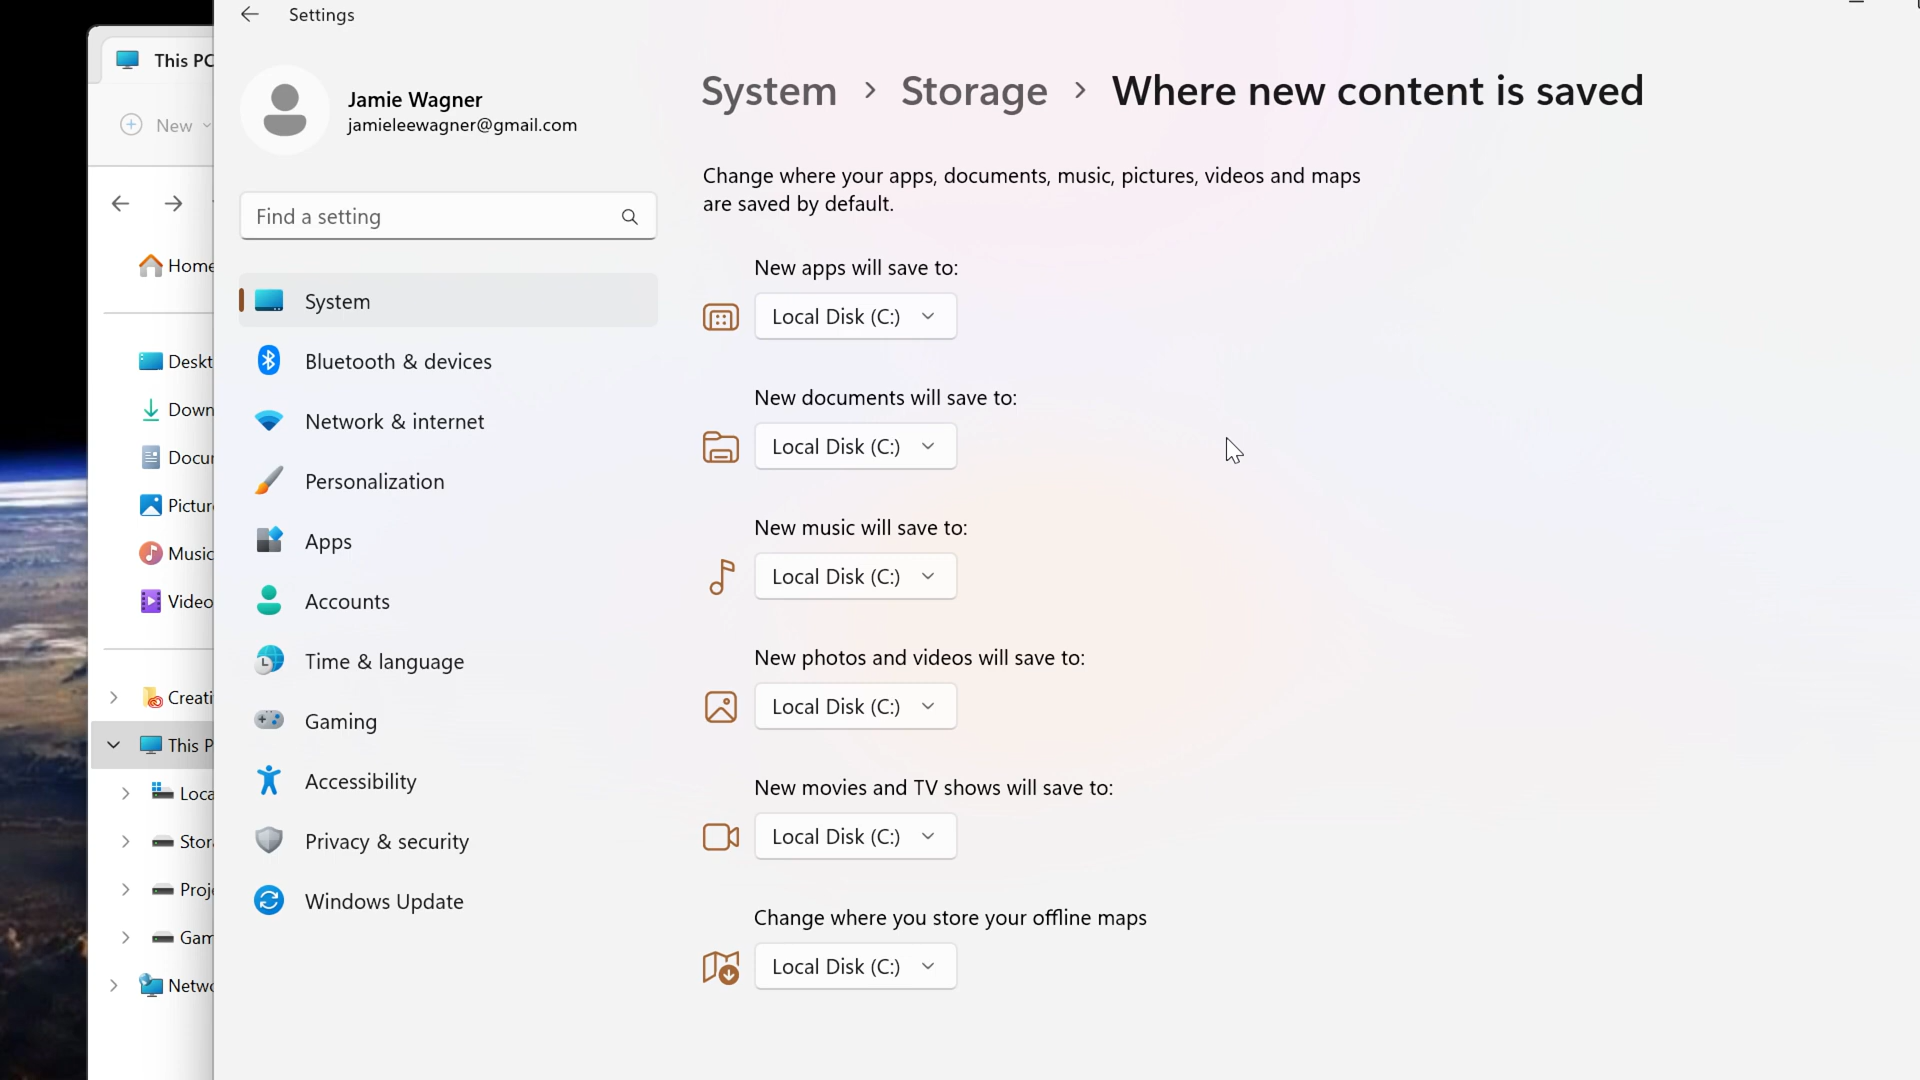 This PC
New
Home
Deskt
Down
Docum
Pictur
Music
Video
Creati
This P
Loca
Stora
Proje
Gam
Netwo
Settings
Jamie Wagner
jamieleewagner@gmail.com
Find a setting
System
Bluetooth & devices
Network & internet
Personalization
Apps
Accounts
Time & language
Gaming
Accessibility
Privacy & security
Windows Update
System > Storage > Where new content is saved
Change where your apps, documents, music, pictures, videos and maps
are saved by default.
New apps will save to:
Local Disk (C:)
New documents will save to:
Local Disk (C:)
New music will save to:
Local Disk (C:)
New photos and videos will save to:
Local Disk (C:)
New movies and TV shows will save to:
Local Disk (C:)
Change where you store your offline maps
Local Disk (C:)